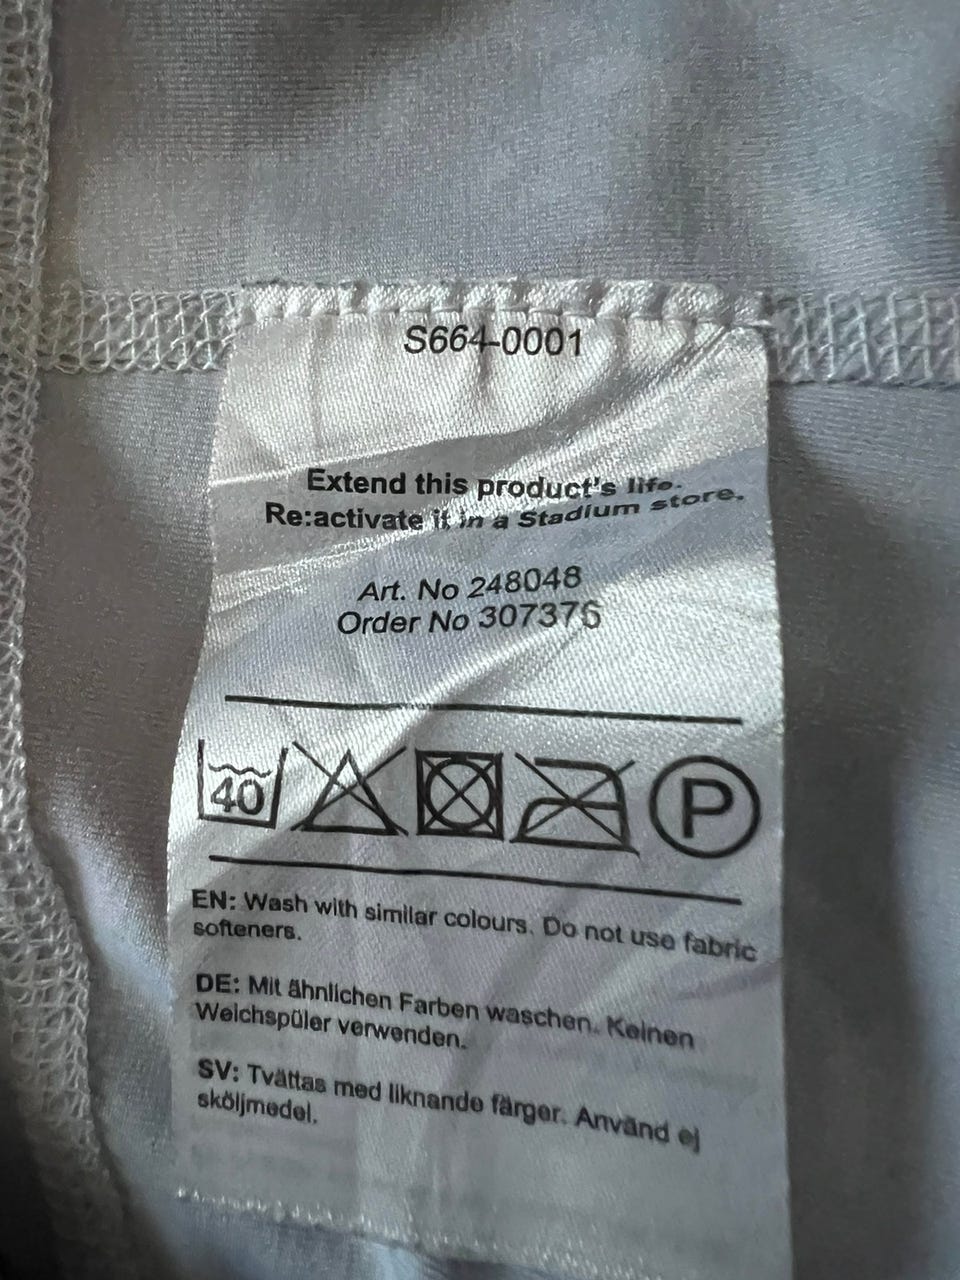 S664-0001
Extend this product's life.
Re:activate it in a Stadium store.
Art. No 248048
Order No 307376
40
P
EN: Wash with similar colours. Do not use fabric
softeners.
DE: Mit ähnlichen Farben waschen. Keinen
Weichspüler verwenden.
SV: Tvättas med liknande färger. Använd ej
sköljmedel.